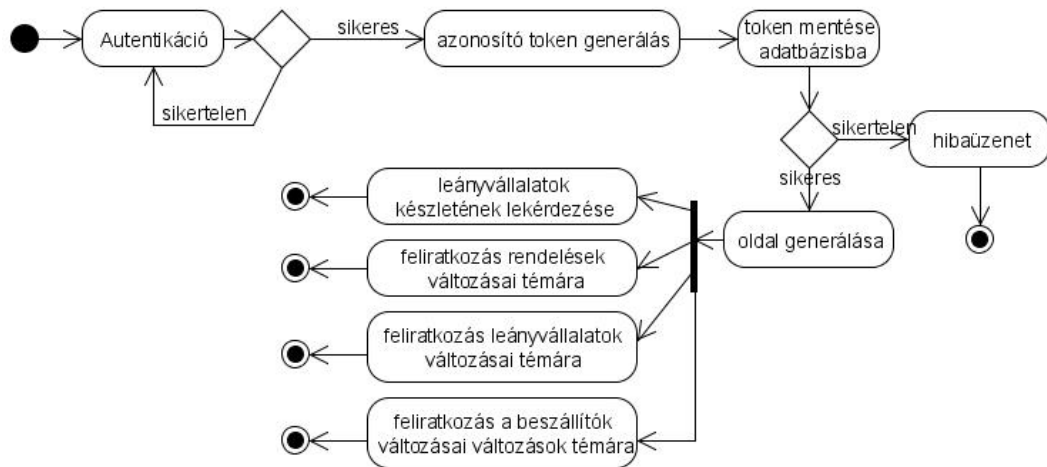 Autentikáció
sikeres
azonosító token generálás
token mentése
adatbázisba
sikertelen
sikertelen
hibaüzenet
sikeres
leányvállalatok
készletének lekérdezése
oldal generálása
feliratkozás rendelések
változásai témára
feliratkozás leányvállalatok
változásai témára
feliratkozás a beszállítók
változásai változások témára